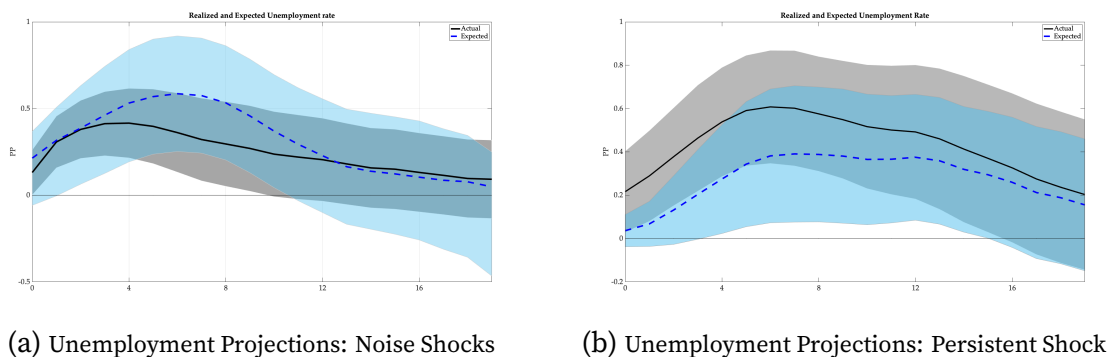 Realized and Expected Unemployment rate
1
Actual
Expected
0.5
PP
0
-0.5
0
4
8
12
16
(a) Unemployment Projections: Noise Shocks
Realized and Expected Unemployment Rate
1
Actual
Expected
0.8
0.6
0.4
PP
0.2
0
-0.2
0
4
8
12
16
(b) Unemployment Projections: Persistent Shock